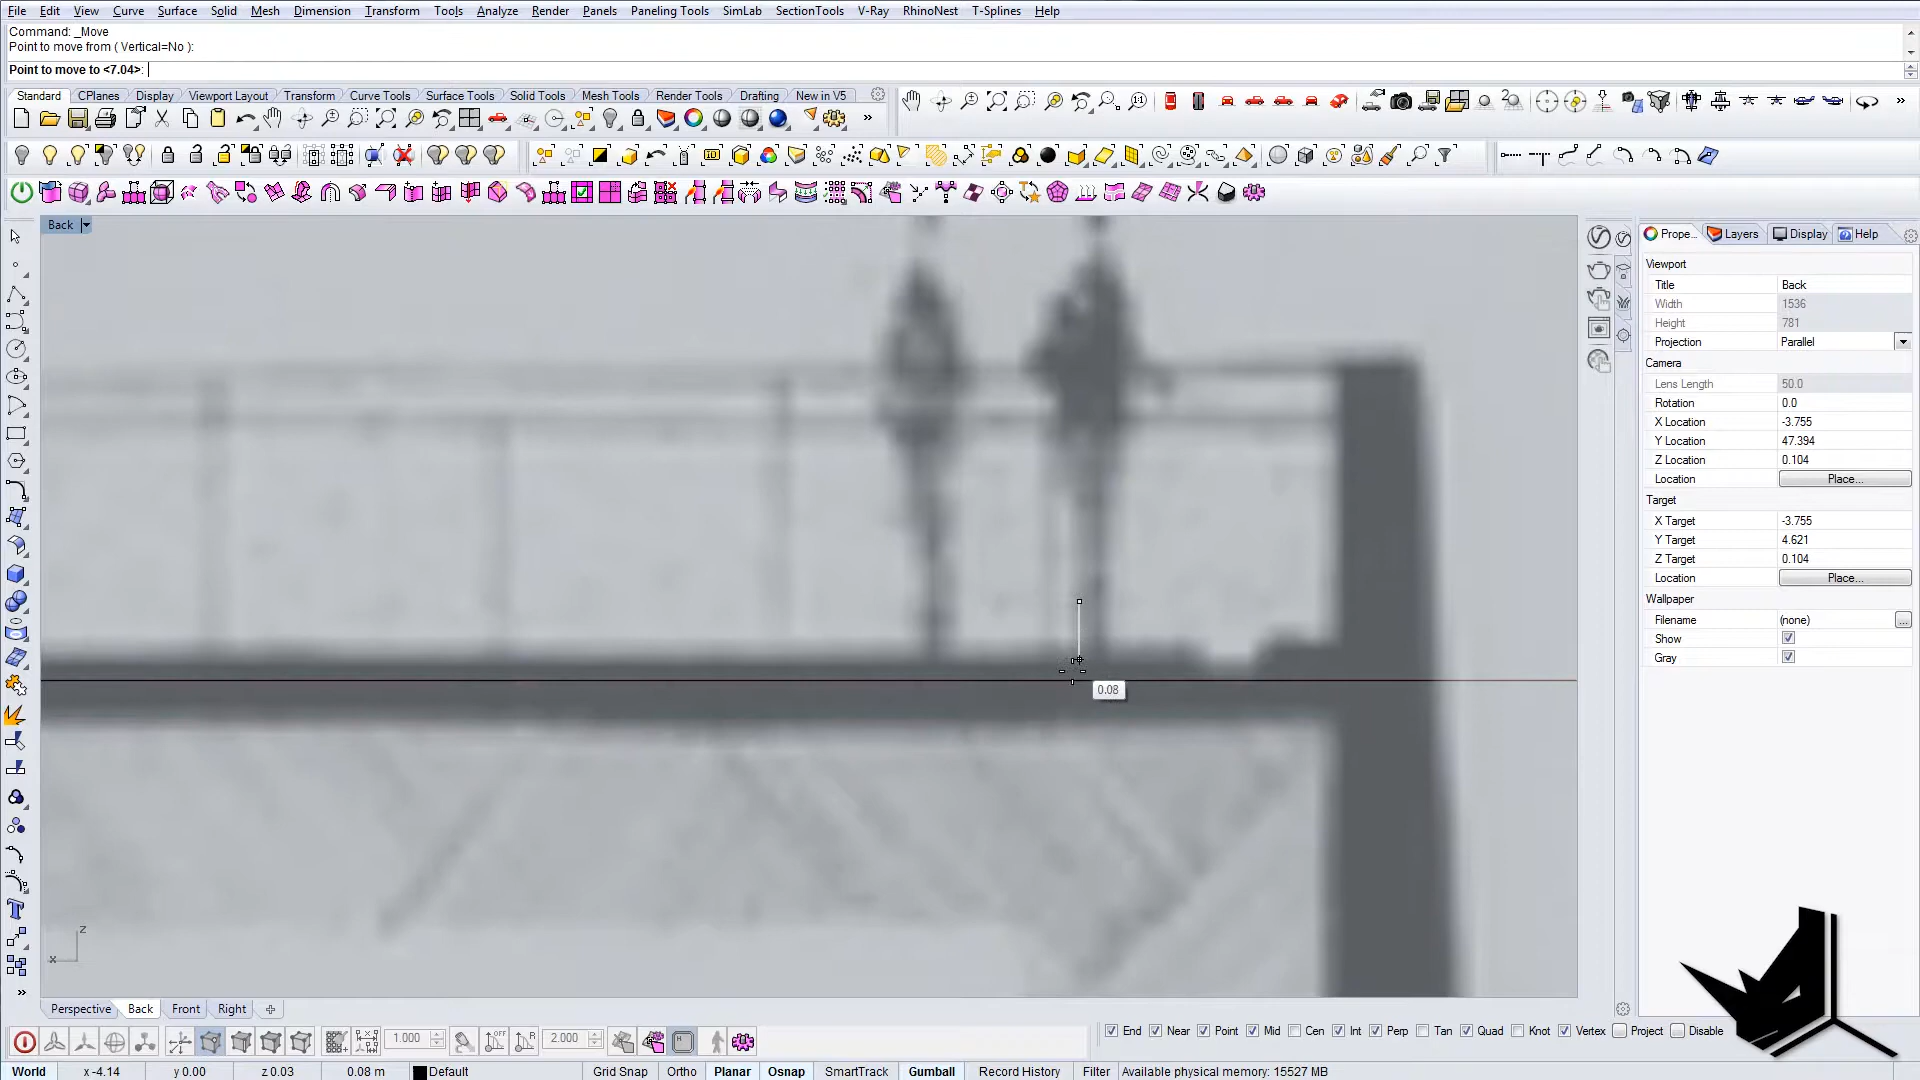 File Edit View Curve Surface Solid Mesh Dimension Transform Tools Analyze Render Panels Paneling Tools SimLab SectionTools V-Ray RhinoNest T-Splines Help
Command: _Move
Point to move from ( Vertical=No ):
Point to move to <7.04>:
Standard CPlanes Display Viewport Layout Transform Curve Tools Surface Tools Solid Tools Mesh Tools Render Tools Drafting New in V5
Back
Prope... Layers Display Help
Viewport
Title Back
Width 1536
Height 781
Projection Parallel
Camera
Lens Length 50.0
Rotation 0.0
X Location -3.755
Y Location 47.394
Z Location 0.104
Location Place...
Target
X Target -3.755
Y Target 4.621
Z Target 0.104
Location Place...
Wallpaper
Filename (none) ...
Show
Gray
0.08
z
x
Perspective Back Front Right
1.000 2.000
End Near Point Mid Cen Int Perp Tan Quad Knot Vertex Project Disable
World x -4.14 y 0.00 z 0.03 0.08 m Default Grid Snap Ortho Planar Osnap SmartTrack Gumball Record History Filter Available physical memory: 15527 MB